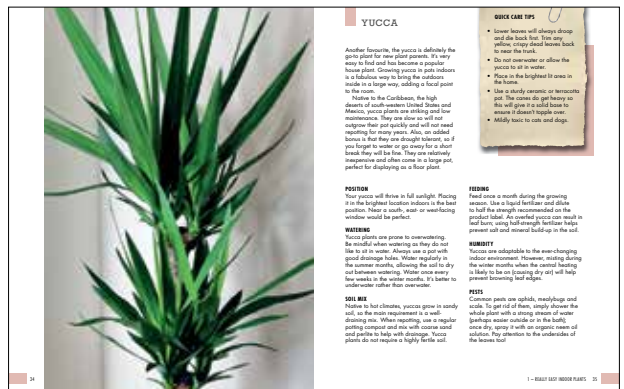 YUCCA
Another favourite, the yucca is definitely the
go-to plant for new plant parents. It's very
easy to find and has become a popular
house plant. Growing yucca in pots indoors
is a fabulous way to bring the outdoors
inside in a large way, adding a focal point
to the room.
Native to the Caribbean, the high
deserts of south-western United States and
Mexico, yucca plants are striking and low
maintenance. They are slow so will not
outgrow their pot quickly and will not need
repotting for many years. Also, an added
bonus is that they are drought tolerant, so if
you forget to water or go away for a short
break they will be fine. They are relatively
inexpensive and often come in a large pot,
perfect for displaying as a floor plant.
QUICK CARE TIPS
• Lower leaves will always droop
and die back first. Trim any
yellow, crispy dead leaves back
to near the trunk.
• Do not overwater or allow the
yucca to sit in water.
• Place in the brightest lit area in
the home.
• Use a sturdy ceramic or terracotta
pot. The canes do get heavy so
this will give it a solid base to
ensure it doesn't topple over.
• Mildly toxic to cats and dogs.
POSITION
Your yucca will thrive in full sunlight. Placing
it in the brightest location indoors is the best
position. Near a south-, east- or west-facing
window would be perfect.
WATERING
Yucca plants are prone to overwatering.
Be mindful when watering as they do not
like to sit in water. Always use a pot with
good drainage holes. Water regularly in
the summer months, allowing the soil to dry
out between watering. Water once every
few weeks in the winter. It's better to
underwater rather than overwater.
SOIL MIX
Native to hot climates, yuccas grow in sandy
soil, so the main requirement is a well-
draining mix. When repotting, use a regular
potting compost and mix with coarse sand
and perlite to help with drainage. Yucca
plants do not require a highly fertile soil.
FEEDING
Feed once a month during the growing
season. Use a liquid fertilizer and dilute
to half the strength recommended on the
product label. An overfed yucca can result in
leaf burn; using half-strength fertilizer helps
prevent salt and mineral build-up in the soil.
HUMIDITY
Yuccas are adaptable to the ever-changing
indoor environment. However, misting during
the winter months when the central heating
is likely to be on (causing dry air) will help
prevent browning leaf edges.
PESTS
Common pests are aphids, mealybugs and
scale. To get rid of them, simply shower the
whole plant with a strong stream of water
(perhaps easier outside or in the bath);
once dry, spray it with an organic neem oil
solution. Pay attention to the undersides of
the leaves too!
34
1 – REALLY EASY INDOOR PLANTS 35